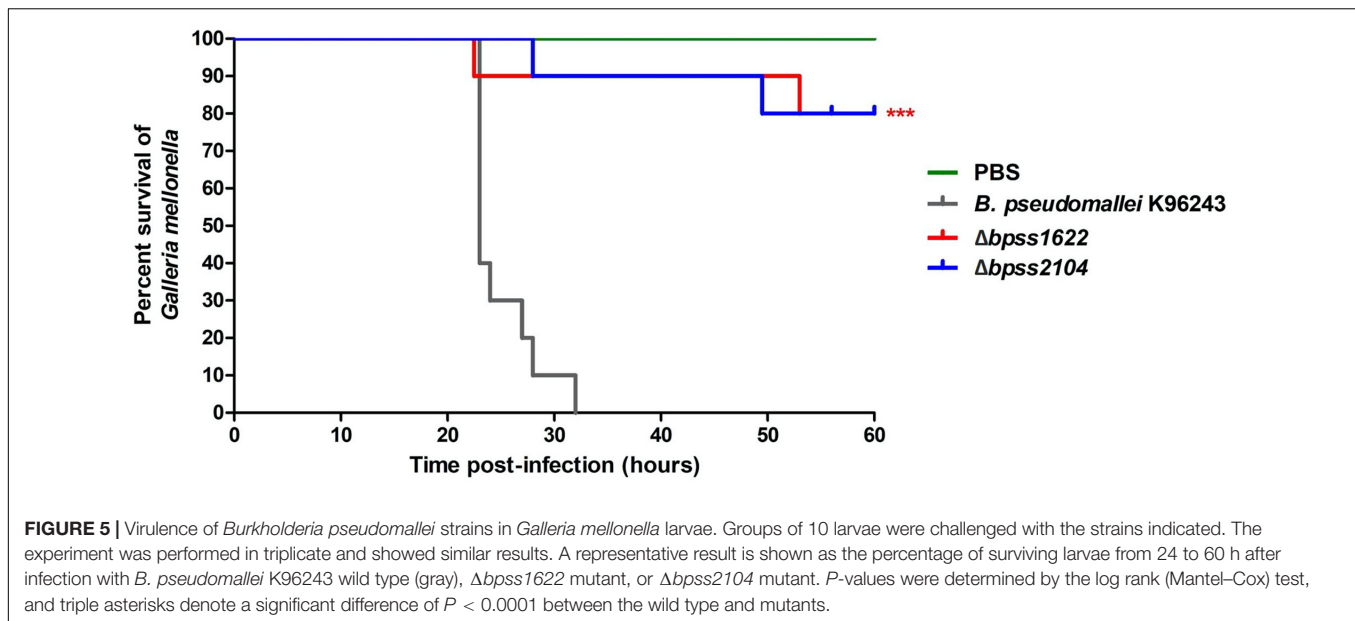 100
90
80
70
60
50
40
30
20
10
0
Percent survival of
Galleria mellonella
0 10 20 30 40 50 60
Time post-infection (hours)
***
PBS
B. pseudomallei K96243
Δbpss1622
Δbpss2104
FIGURE 5 | Virulence of Burkholderia pseudomallei strains in Galleria mellonella larvae. Groups of 10 larvae were challenged with the strains indicated. The
experiment was performed in triplicate and showed similar results. A representative result is shown as the percentage of surviving larvae from 24 to 60 h after
infection with B. pseudomallei K96243 wild type (gray), Δbpss1622 mutant, or Δbpss2104 mutant. P-values were determined by the log rank (Mantel–Cox) test,
and triple asterisks denote a significant difference of P < 0.0001 between the wild type and mutants.